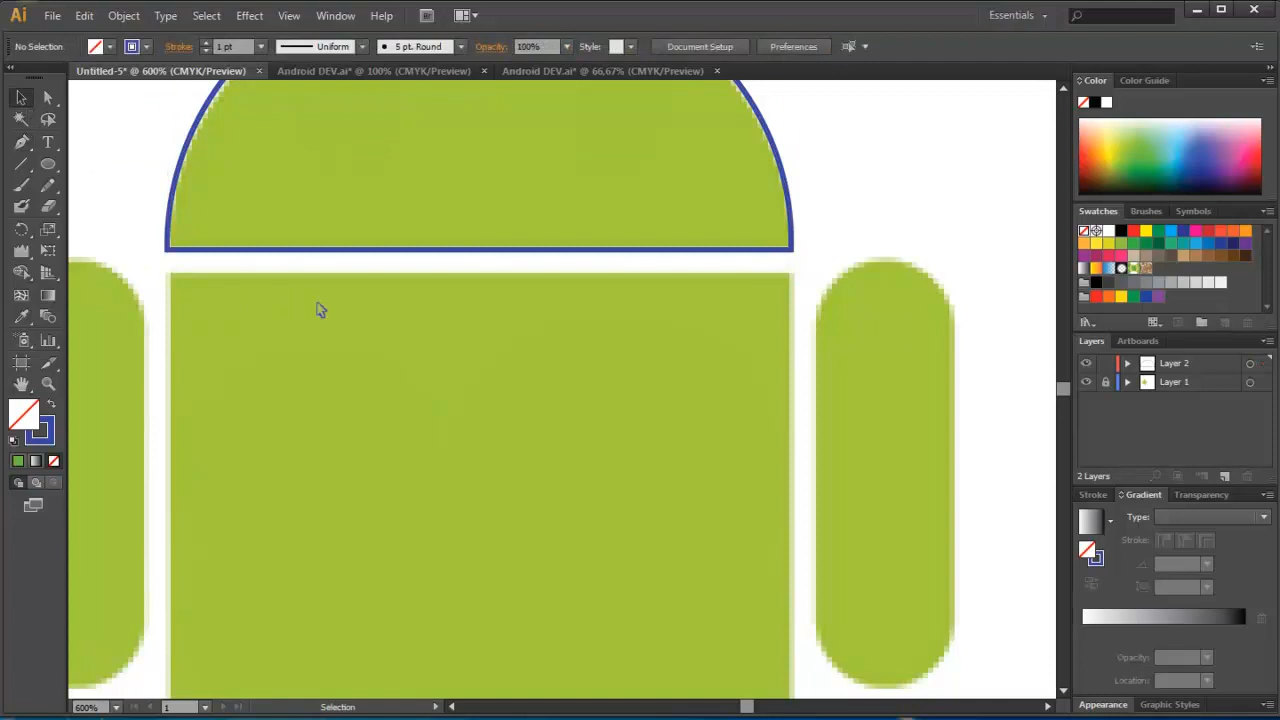 Ai File Edit Object Type Select Effect View Window Help Br Essentials
No Selection Stroke: 1 pt Uniform 5 pt. Round Opacity: 100% Style: Document Setup Preferences
Untitled-5* @ 600% (CMYK/Preview) × Android DEV.ai* @ 100% (CMYK/Preview) × Android DEV.ai* @ 66,67% (CMYK/Preview) ×
Color Color Guide
Swatches Brushes Symbols
Layers Artboards
Layer 2
Layer 1
2 Layers
Stroke Gradient Transparency
Type:
Stroke:
Opacity:
Location:
Appearance Graphic Styles
600% 1 Selection